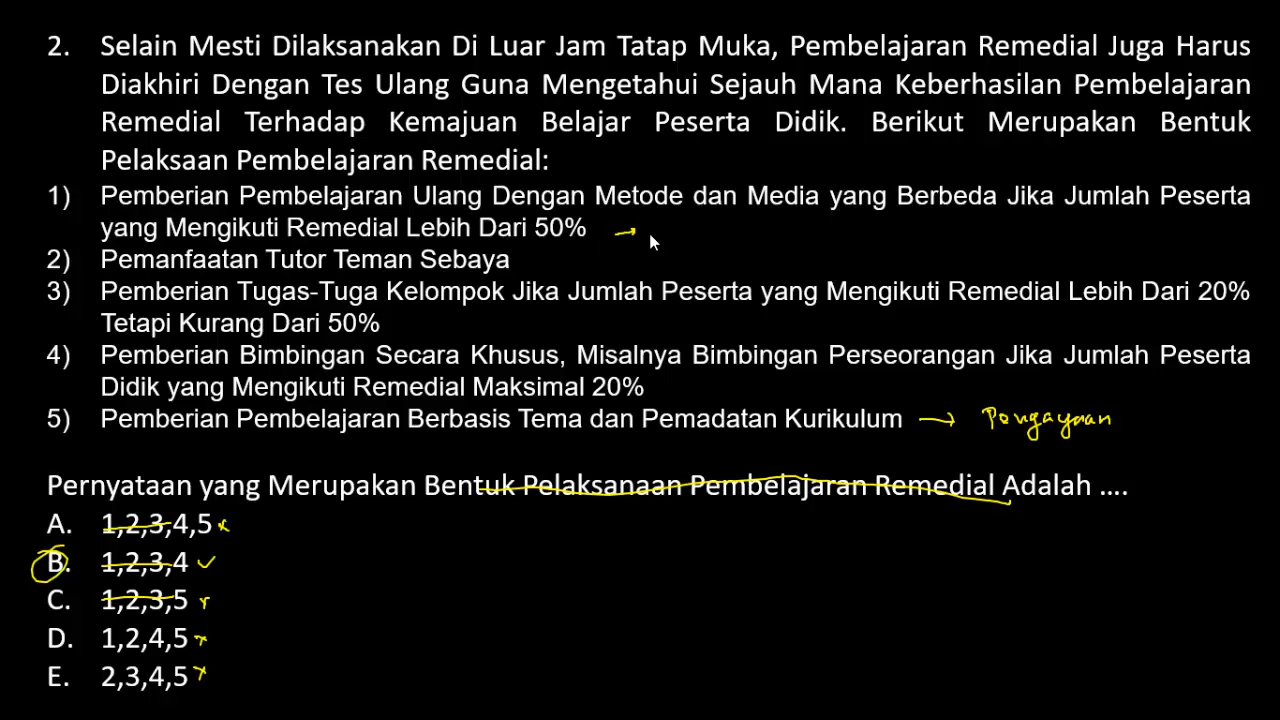 2. Selain Mesti Dilaksanakan Di Luar Jam Tatap Muka, Pembelajaran Remedial Juga Harus
Diakhiri Dengan Tes Ulang Guna Mengetahui Sejauh Mana Keberhasilan Pembelajaran
Remedial Terhadap Kemajuan Belajar Peserta Didik. Berikut Merupakan Bentuk
Pelaksaan Pembelajaran Remedial:
1) Pemberian Pembelajaran Ulang Dengan Metode dan Media yang Berbeda Jika Jumlah Peserta
yang Mengikuti Remedial Lebih Dari 50% →
2) Pemanfaatan Tutor Teman Sebaya
3) Pemberian Tugas-Tuga Kelompok Jika Jumlah Peserta yang Mengikuti Remedial Lebih Dari 20%
Tetapi Kurang Dari 50%
4) Pemberian Bimbingan Secara Khusus, Misalnya Bimbingan Perseorangan Jika Jumlah Peserta
Didik yang Mengikuti Remedial Maksimal 20%
5) Pemberian Pembelajaran Berbasis Tema dan Pemadatan Kurikulum → Pengayaan
Pernyataan yang Merupakan Bentuk Pelaksanaan Pembelajaran Remedial Adalah ....
A. 1,2,3,4,5 x
B. 1,2,3,4 ✓
C. 1,2,3,5 x
D. 1,2,4,5 x
E. 2,3,4,5 x